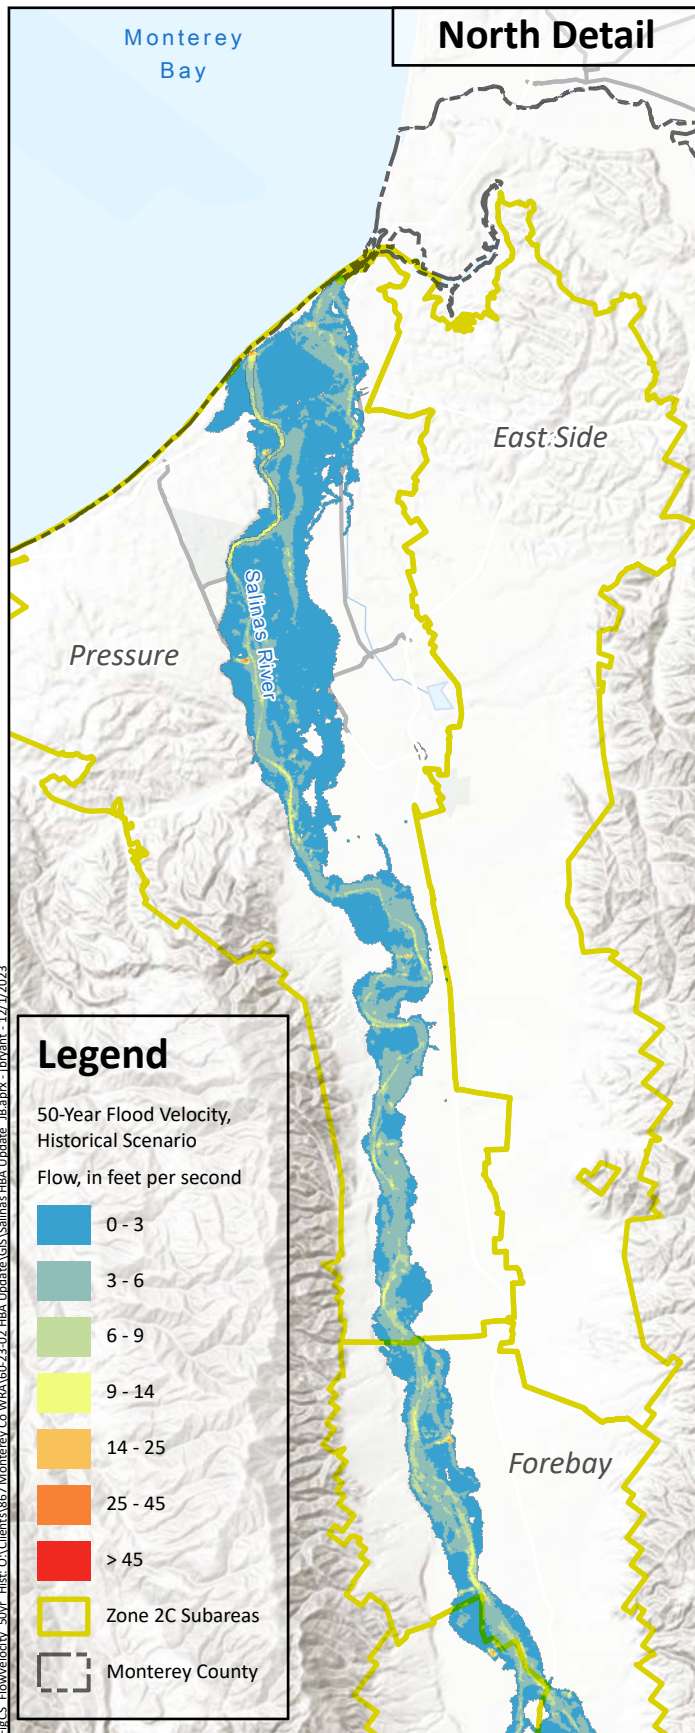 North Detail
Monterey
Bay
East Side
Salinas River
Pressure
Forebay
Legend
50-Year Flood Velocity,
Historical Scenario
Flow, in feet per second
0 - 3
3 - 6
6 - 9
9 - 14
14 - 25
25 - 45
> 45
Zone 2C Subareas
Monterey County